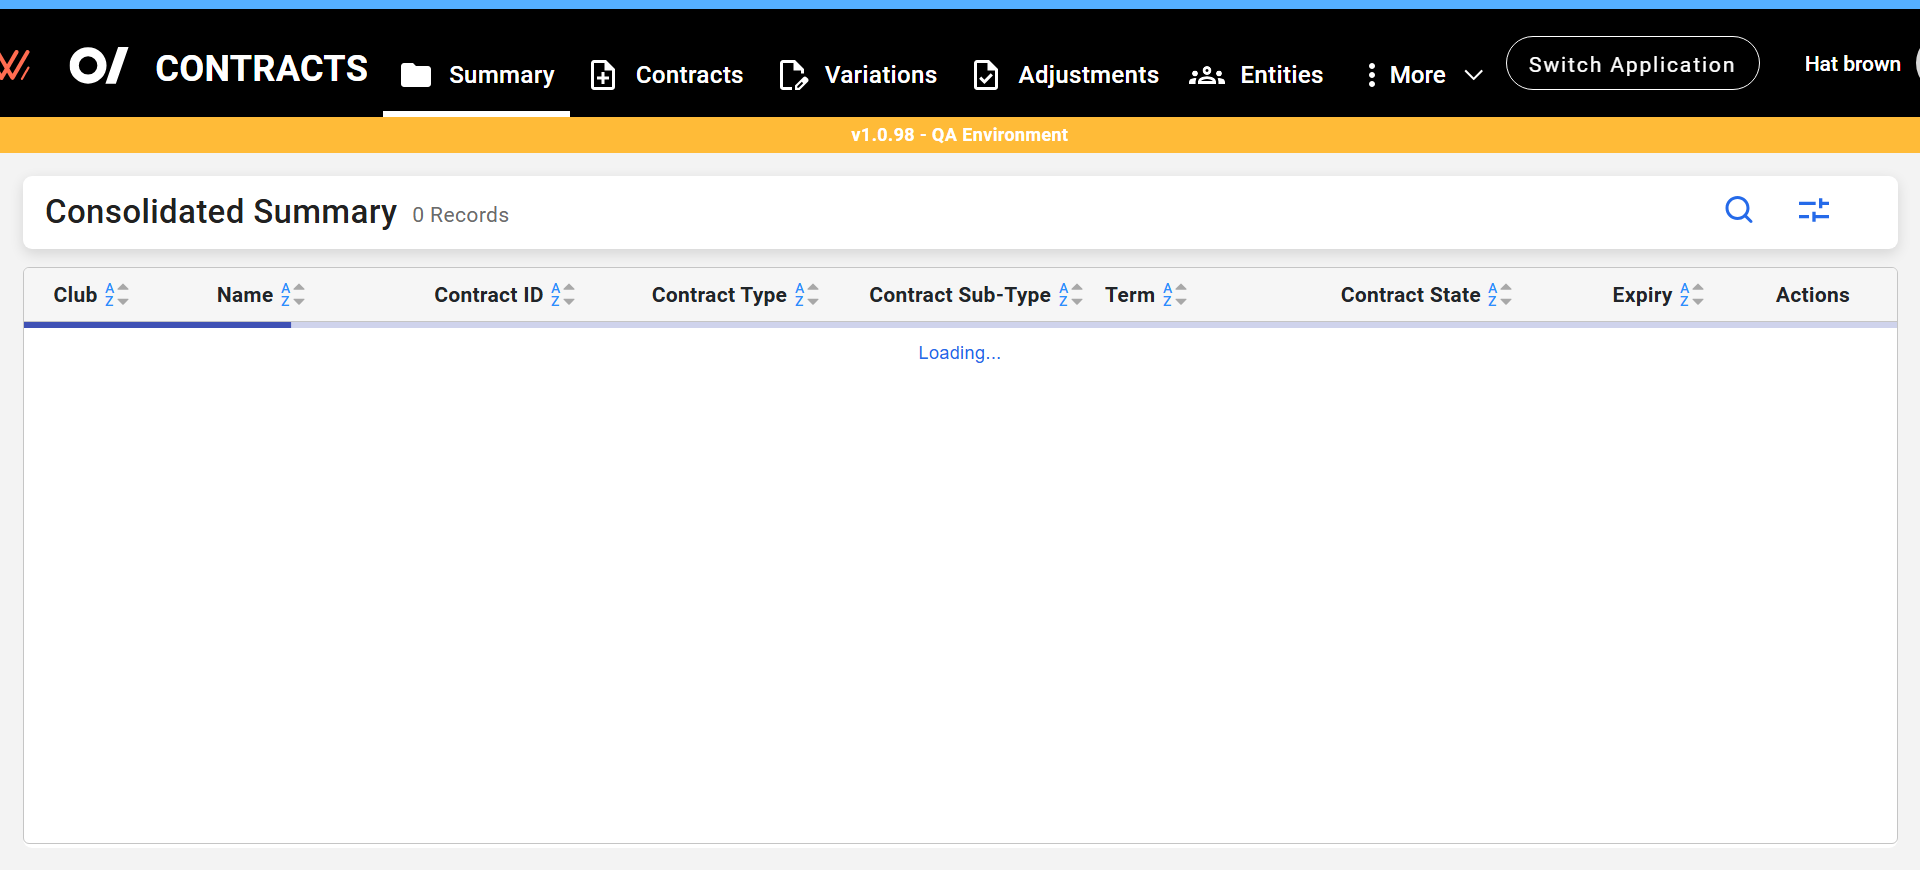 CONTRACTS Summary Contracts Variations Adjustments Entities More Switch Application Hat brown
v1.0.98 - QA Environment
Consolidated Summary 0 Records
Club Name Contract ID Contract Type Contract Sub-Type Term Contract State Expiry Actions
Loading...